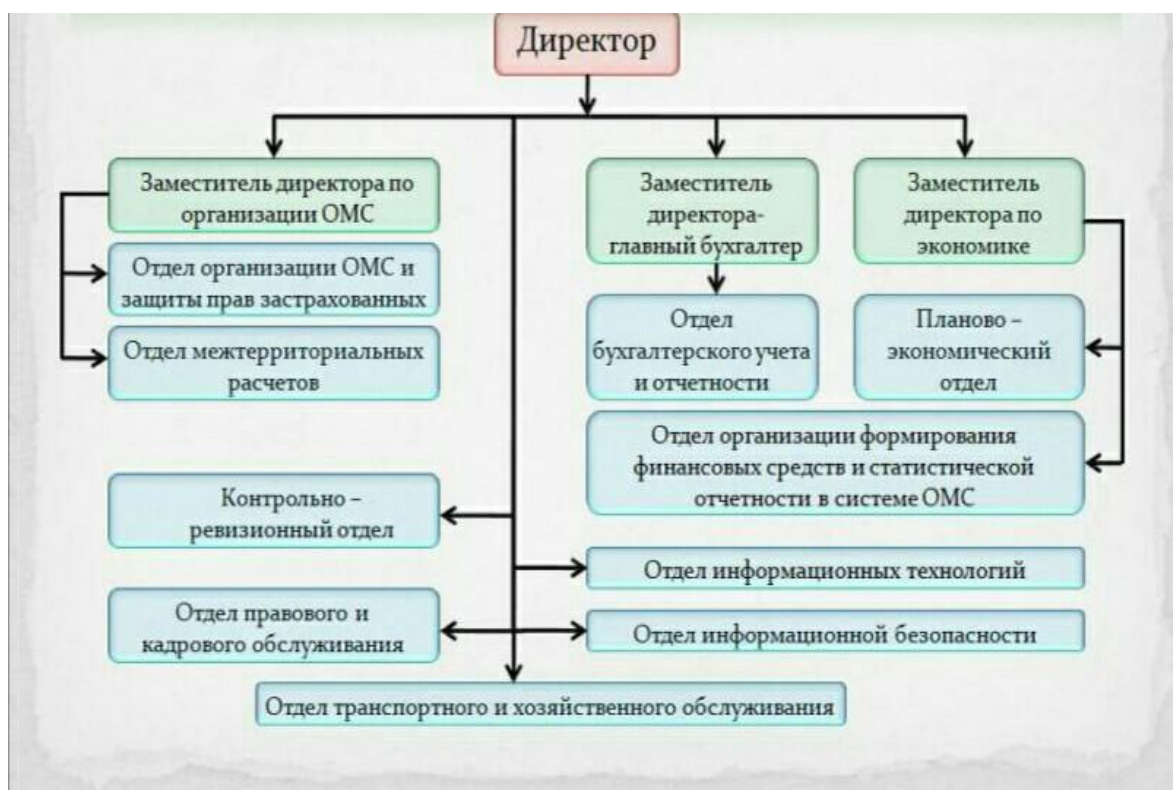 Директор
Заместитель директора по
организации ОМС
Отдел организации ОМС и
защиты прав застрахованных
Отдел межтерриториальных
расчетов
Заместитель
директора-
главный бухгалтер
Отдел
бухгалтерского учета
и отчетности
Заместитель
директора по
экономике
Планово –
экономический
отдел
Отдел организации формирования
финансовых средств и статистической
отчетности в системе ОМС
Контрольно –
ревизионный отдел
Отдел информационных технологий
Отдел правового и
кадрового обслуживания
Отдел информационной безопасности
Отдел транспортного и хозяйственного обслуживания